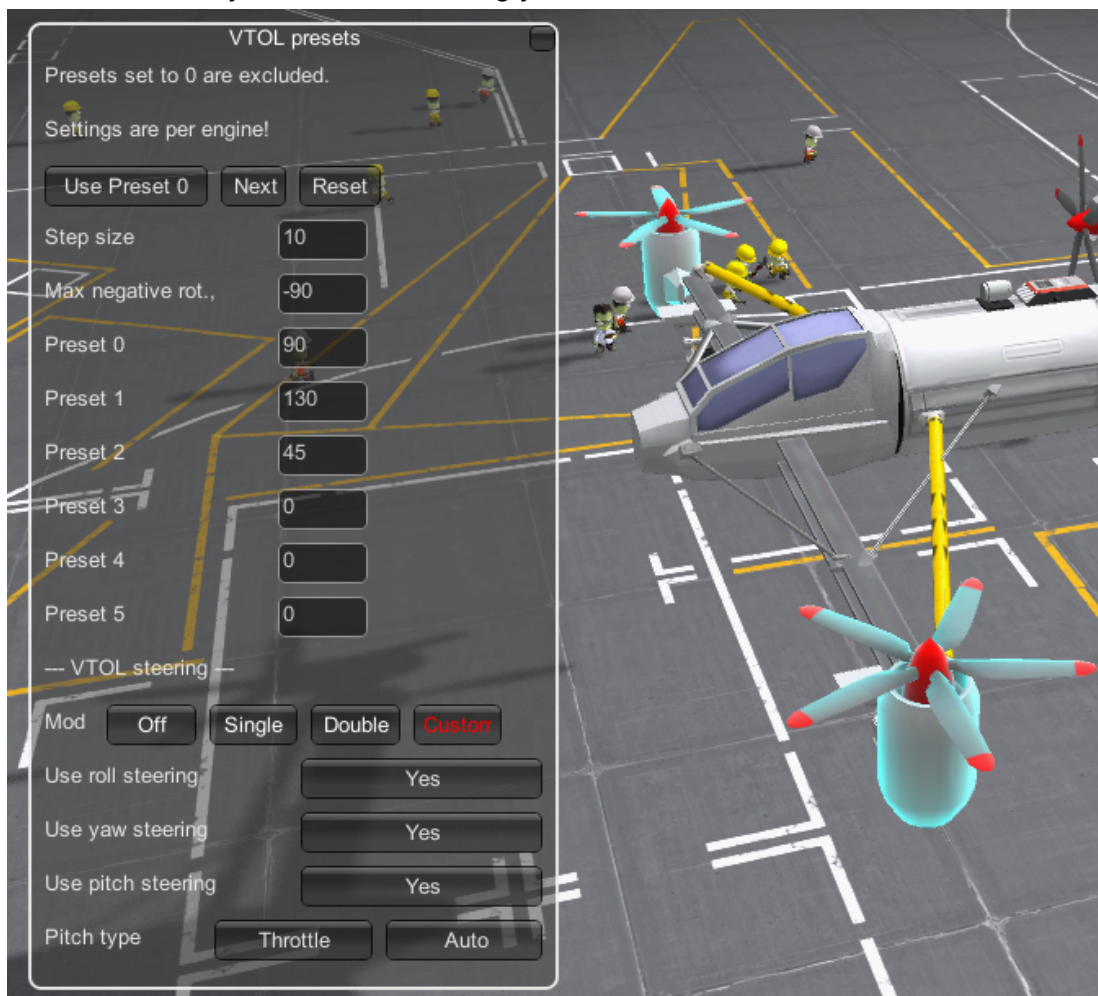 VTOL presets
Presets set to 0 are excluded.
Settings are per engine!
Use Preset 0 Next Reset
Step size 10
Max negative rot., -90
Preset 0 90
Preset 1 130
Preset 2 45
Preset 3 0
Preset 4 0
Preset 5 0
--- VTOL steering ---
Mod Off Single Double Custom
Use roll steering Yes
Use yaw steering Yes
Use pitch steering Yes
Pitch type Throttle Auto